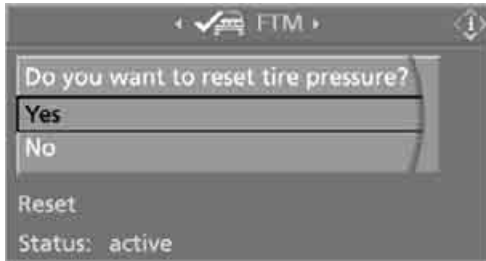 FTM
Do you want to reset tire pressure?
Yes
No
Reset
Status: active